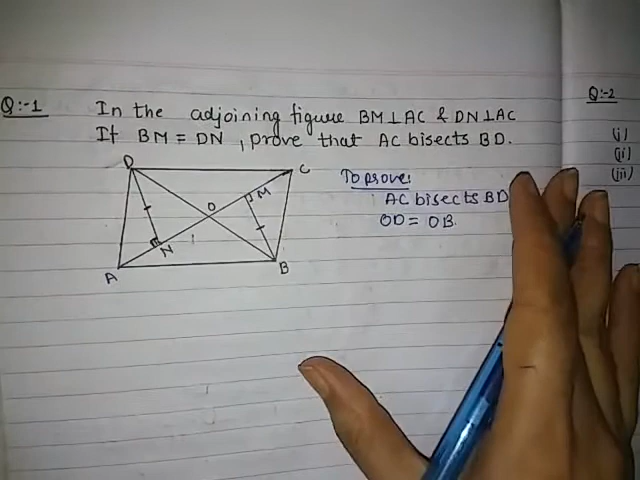 Q:-1
In the adjoining figure BM⊥AC & DN⊥AC
If BM = DN, prove that AC bisects BD.
Q:-2
(i)
(ii)
(iii)
To prove:
AC bisects BD
OD = OB
D
C
M
O
N
A
B